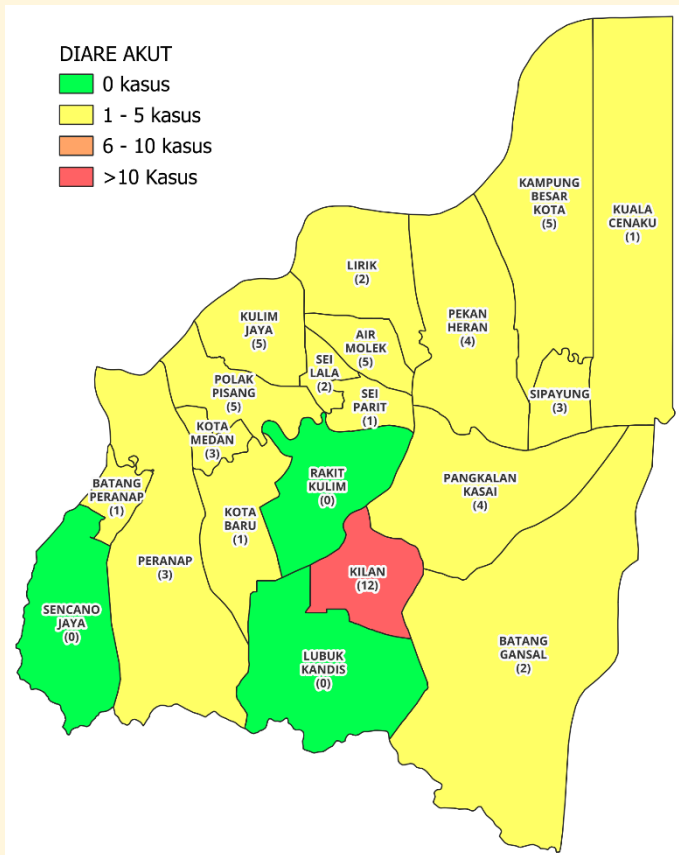 DIARE AKUT
0 kasus
1 - 5 kasus
6 - 10 kasus
>10 Kasus
KAMPUNG
BESAR
KOTA
(5)
KUALA
CENAKU
(1)
LIRIK
(2)
PEKAN
HERAN
(4)
KULIM
JAYA
(5)
AIR
MOLEK
(5)
SEI
LALA
(2)
POLAK
PISANG
(5)
SEI
PARIT
(1)
SIPAYUNG
(3)
KOTA
MEDAN
(3)
RAKIT
KULIM
(0)
PANGKALAN
KASAI
(4)
BATANG
PERANAP
(1)
KOTA
BARU
(1)
PERANAP
(3)
KILAN
(12)
SENCANO
JAYA
(0)
LUBUK
KANDIS
(0)
BATANG
GANSAL
(2)